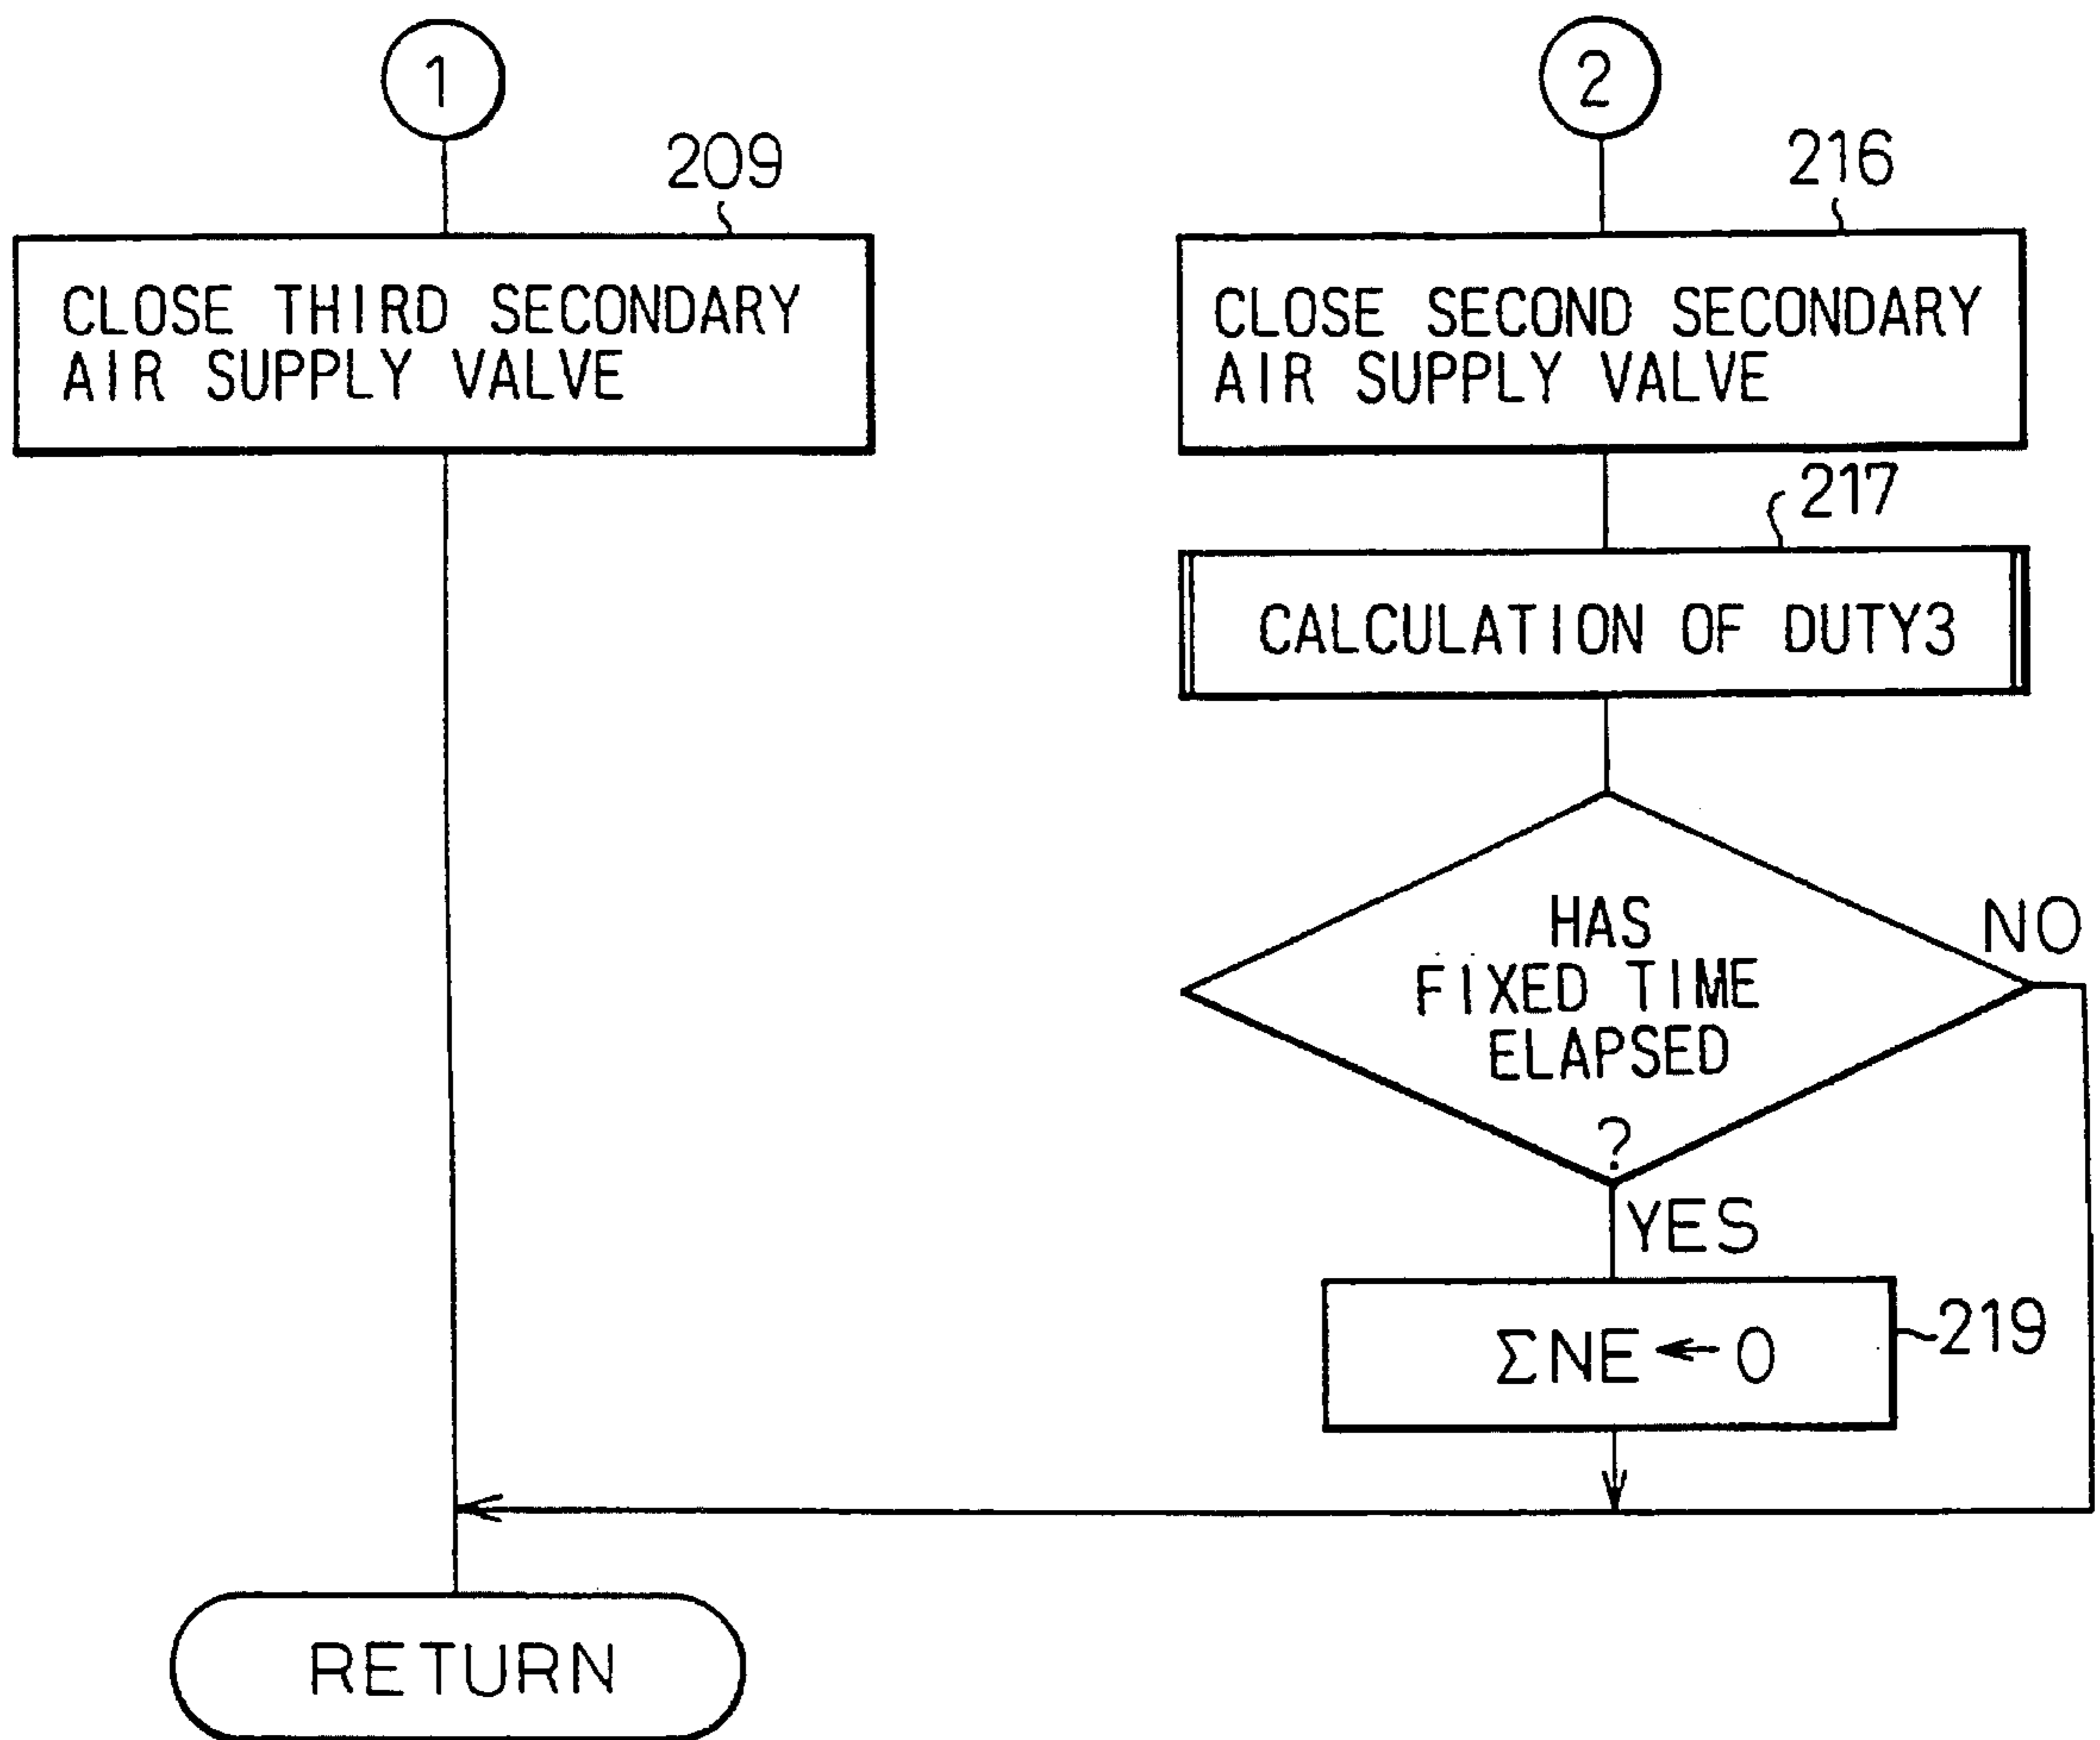 1
209
CLOSE THIRD SECONDARY
AIR SUPPLY VALVE
2
216
CLOSE SECOND SECONDARY
AIR SUPPLY VALVE
217
CALCULATION OF DUTY3
HAS
FIXED TIME
ELAPSED
?
NO
YES
ΣNE ← 0
219
RETURN